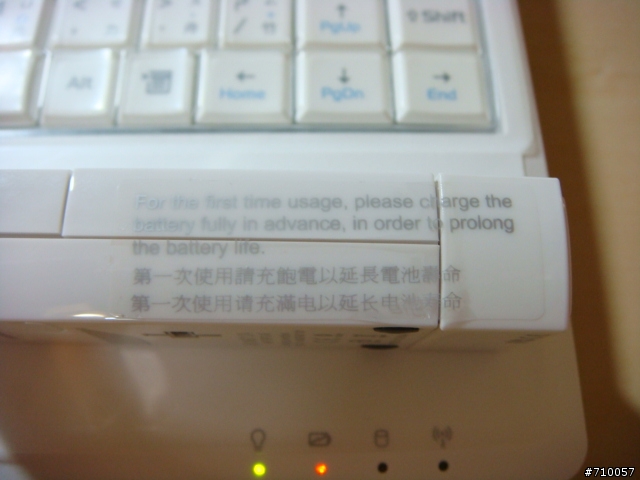 PgUp
⇧Shift
Alt
Home
PgDn
End
For the first time usage, please charge the
battery fully in advance, in order to prolong
the battery life.
第一次使用請充飽電以延長電池壽命
第一次使用请充滿电以延长电池寿命
#710057